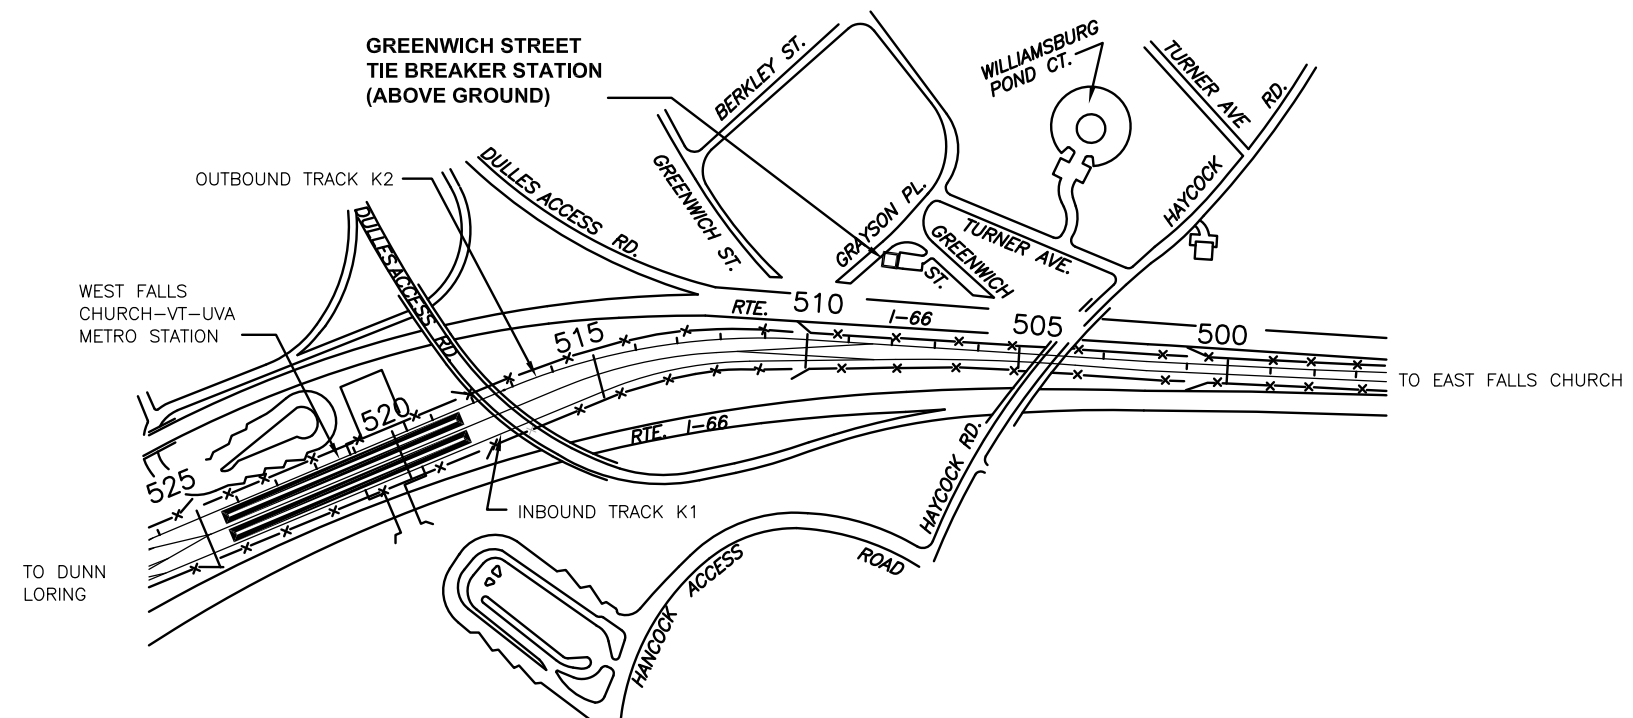 GREENWICH STREET
TIE BREAKER STATION
(ABOVE GROUND)
BERKLEY ST.
WILLIAMSBURG
POND CT.
TURNER AVE
HAYCOCK RD.
OUTBOUND TRACK K2
DULLES ACCESS RD.
GREENWICH ST.
GRAYSON PL.
TURNER AVE.
GREENWICH ST.
DULLES ACCESS RD.
WEST FALLS
CHURCH-VT-UVA
METRO STATION
RTE. I-66
510
515
505
500
TO EAST FALLS CHURCH
520
RTE. I-66
HAYCOCK RD.
525
INBOUND TRACK K1
TO DUNN
LORING
HANCOCK ACCESS ROAD